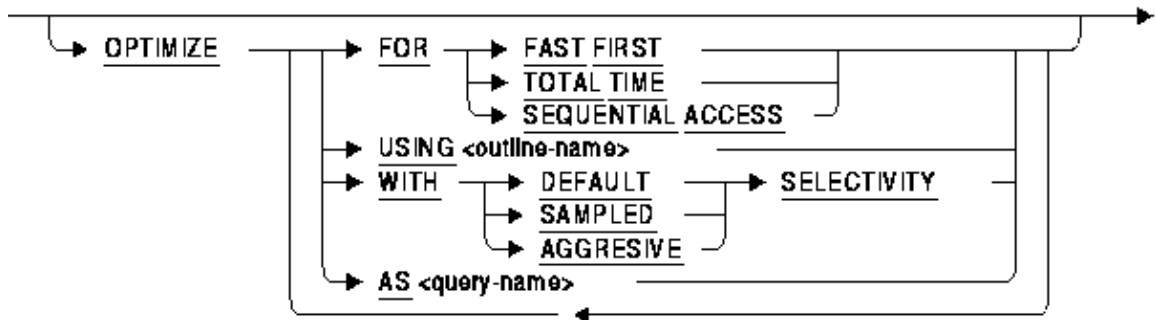 OPTIMIZE FOR FAST FIRST
TOTAL TIME
SEQUENTIAL ACCESS
USING <outline-name>
WITH DEFAULT SELECTIVITY
SAMPLED
AGGRESIVE
AS <query-name>